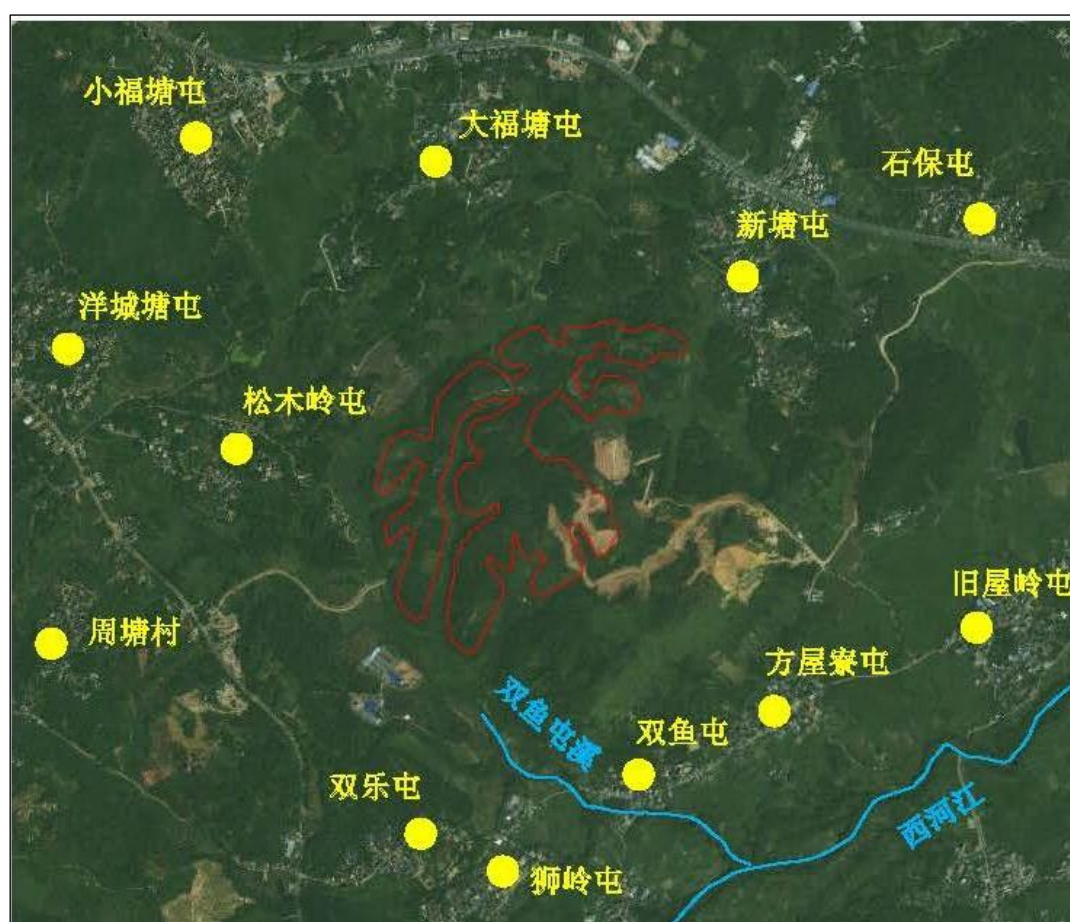 小福塘屯
大福塘屯
石保屯
新塘屯
洋城塘屯
松木岭屯
旧屋岭屯
周塘村
方屋寮屯
双鱼屯溪
双鱼屯
双乐屯
西河江
狮岭屯